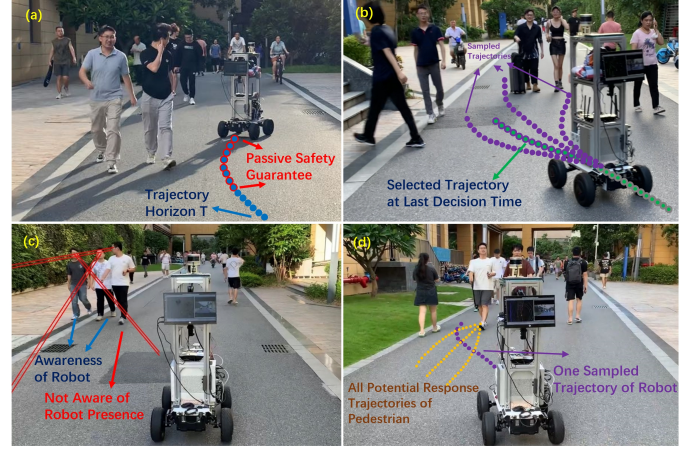 (a)
Passive Safety
Guarantee
Trajectory
Horizon T
(b)
Sampled
Trajectories
Selected Trajectory
at Last Decision Time
(c)
Awareness
of Robot
Not Aware of
Robot Presence
(d)
One Sampled
Trajectory of Robot
All Potential Response
Trajectories of
Pedestrian